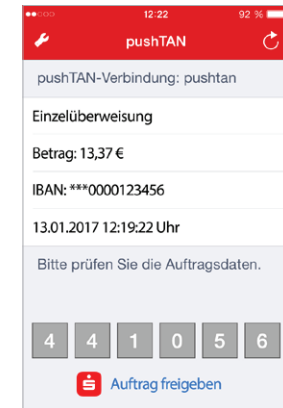 12:22 92 %
pushTAN
pushTAN-Verbindung: pushtan
Einzelüberweisung
Betrag: 13,37 €
IBAN: ***0000123456
13.01.2017 12:19:22 Uhr
Bitte prüfen Sie die Auftragsdaten.
4 4 1 0 5 6
Auftrag freigeben